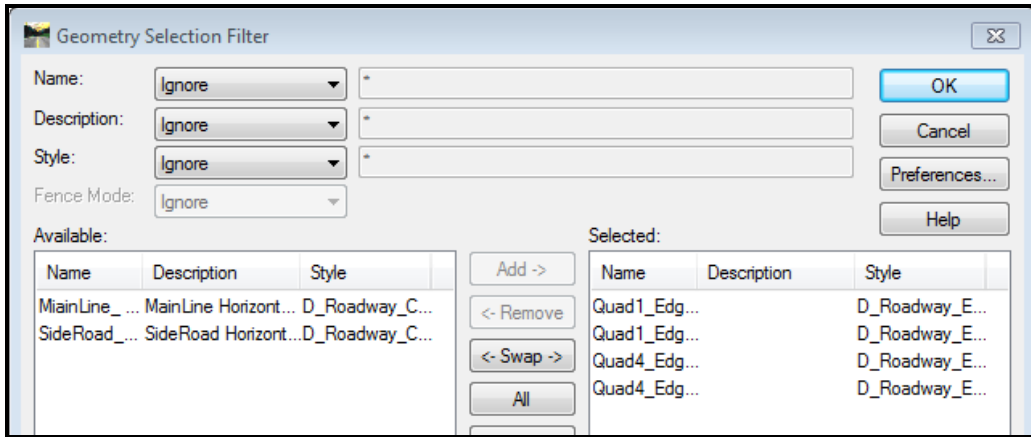 Geometry Selection Filter
Name: Ignore * OK
Description: Ignore * Cancel
Style: Ignore * Preferences...
Fence Mode: Ignore Help
Available: Selected:
Name Description Style Add -> Name Description Style
MiainLine_ ... MainLine Horizont... D_Roadway_C... <- Remove Quad1_Edg... D_Roadway_E...
SideRoad_... SideRoad Horizont... D_Roadway_C... Quad1_Edg... D_Roadway_E...
<- Swap -> Quad4_Edg... D_Roadway_E...
All Quad4_Edg... D_Roadway_E...